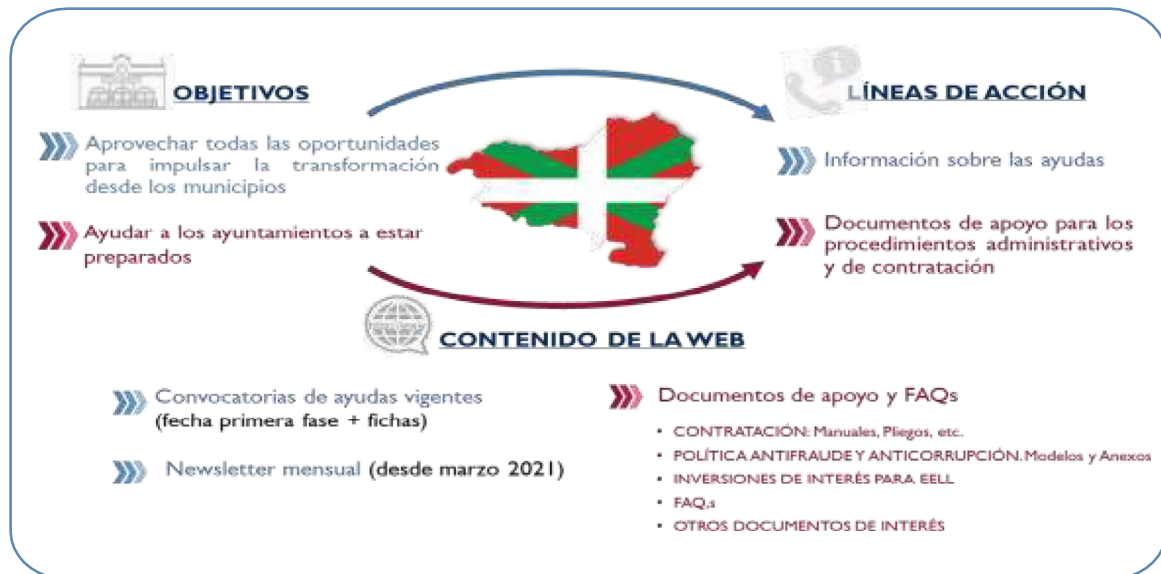 OBJETIVOS
Aprovechar todas las oportunidades
para impulsar la transformación
desde los municipios
Ayudar a los ayuntamientos a estar
preparados
LÍNEAS DE ACCIÓN
Información sobre las ayudas
Documentos de apoyo para los
procedimientos administrativos
y de contratación
CONTENIDO DE LA WEB
Convocatorias de ayudas vigentes
(fecha primera fase + fichas)
Newsletter mensual (desde marzo 2021)
Documentos de apoyo y FAQs
• CONTRATACIÓN: Manuales, Pliegos, etc.
• POLÍTICA ANTIFRAUDE Y ANTICORRUPCIÓN. Modelos y Anexos
• INVERSIONES DE INTERÉS PARA EELL
• FAQ,s
• OTROS DOCUMENTOS DE INTERÉS